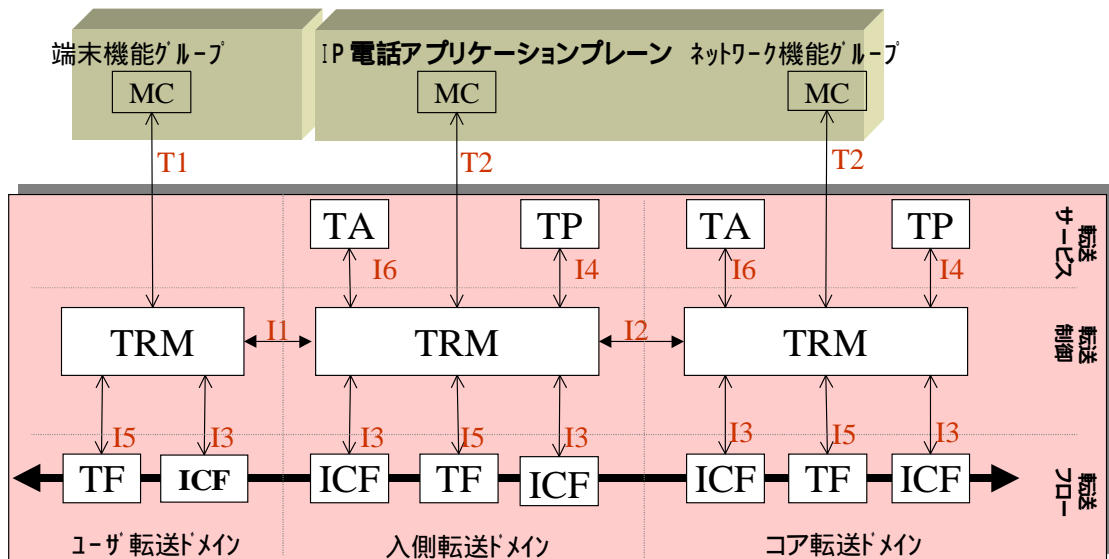 端末機能グループ
IP 電話アプリケーションプレーン
ネットワーク機能グループ
MC
MC
MC
T1
T2
T2
TA
TP
TA
TP
転送
サービス
I6
I4
I6
I4
TRM
I1
TRM
I2
TRM
転送
制御
I5
I3
I3
I5
I3
I3
I5
I3
TF
ICF
ICF
TF
ICF
ICF
TF
ICF
転送
フロー
ユーザ転送ドメイン
入側転送ドメイン
コア転送ドメイン